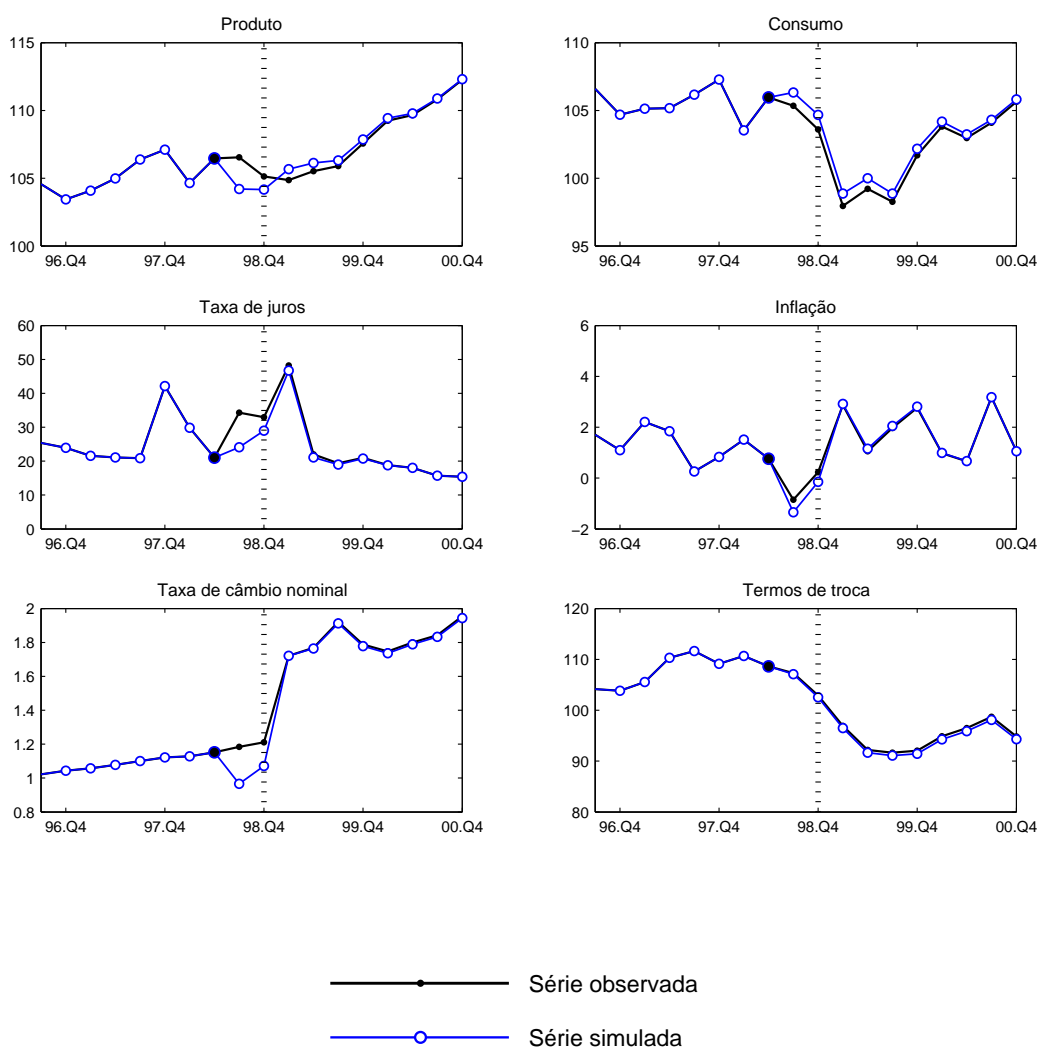 Produto
115
110
105
100
96.Q4 97.Q4 98.Q4 99.Q4 00.Q4
Consumo
110
105
100
95
96.Q4 97.Q4 98.Q4 99.Q4 00.Q4
Taxa de juros
60
50
40
30
20
10
0
96.Q4 97.Q4 98.Q4 99.Q4 00.Q4
Inflação
6
4
2
0
−2
96.Q4 97.Q4 98.Q4 99.Q4 00.Q4
Taxa de câmbio nominal
2
1.8
1.6
1.4
1.2
1
0.8
96.Q4 97.Q4 98.Q4 99.Q4 00.Q4
Termos de troca
120
110
100
90
80
96.Q4 97.Q4 98.Q4 99.Q4 00.Q4
Série observada
Série simulada